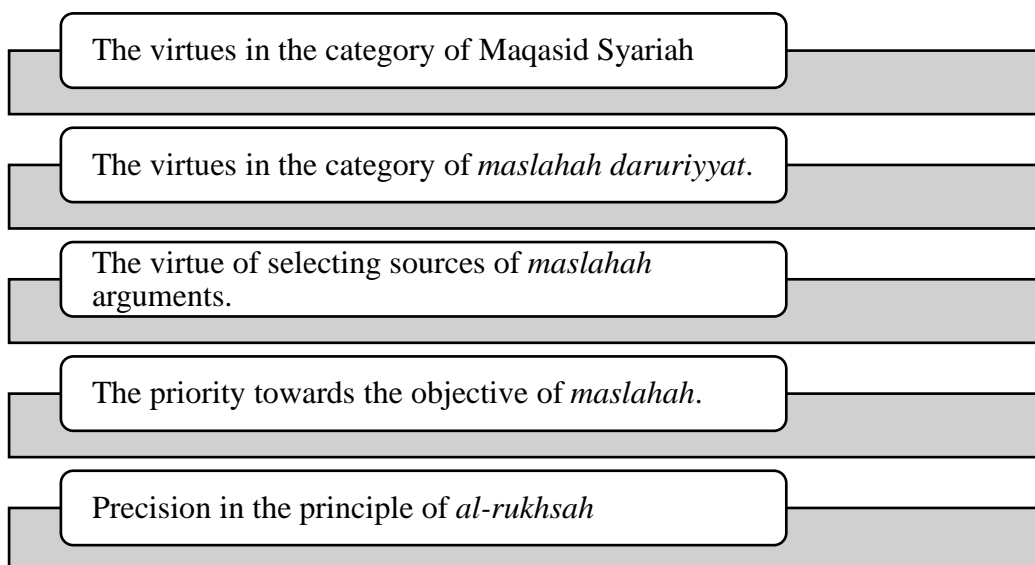 The virtues in the category of Maqasid Syariah
The virtues in the category of maslahah daruriyyat.
The virtue of selecting sources of maslahah
arguments.
The priority towards the objective of maslahah.
Precision in the principle of al-rukhsah